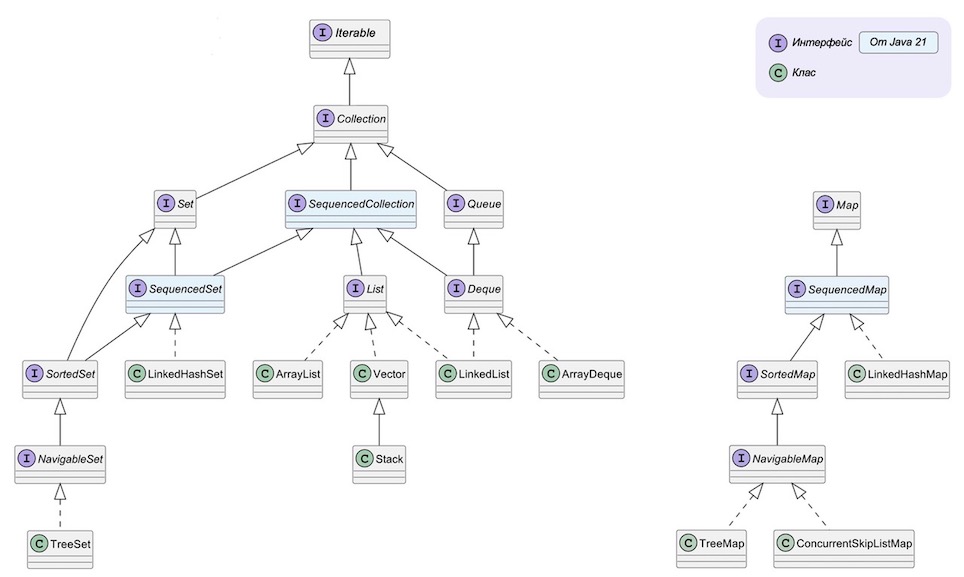 I Iterable
I Интерфейс От Java 21
C Клас
I Collection
I Set
I SequencedCollection
I Queue
I Map
I SequencedSet
I List
I Deque
I SequencedMap
I SortedSet
C LinkedHashSet
C ArrayList
C Vector
C LinkedList
C ArrayDeque
I SortedMap
C LinkedHashMap
I NavigableSet
C Stack
I NavigableMap
C TreeSet
C TreeMap
C ConcurrentSkipListMap